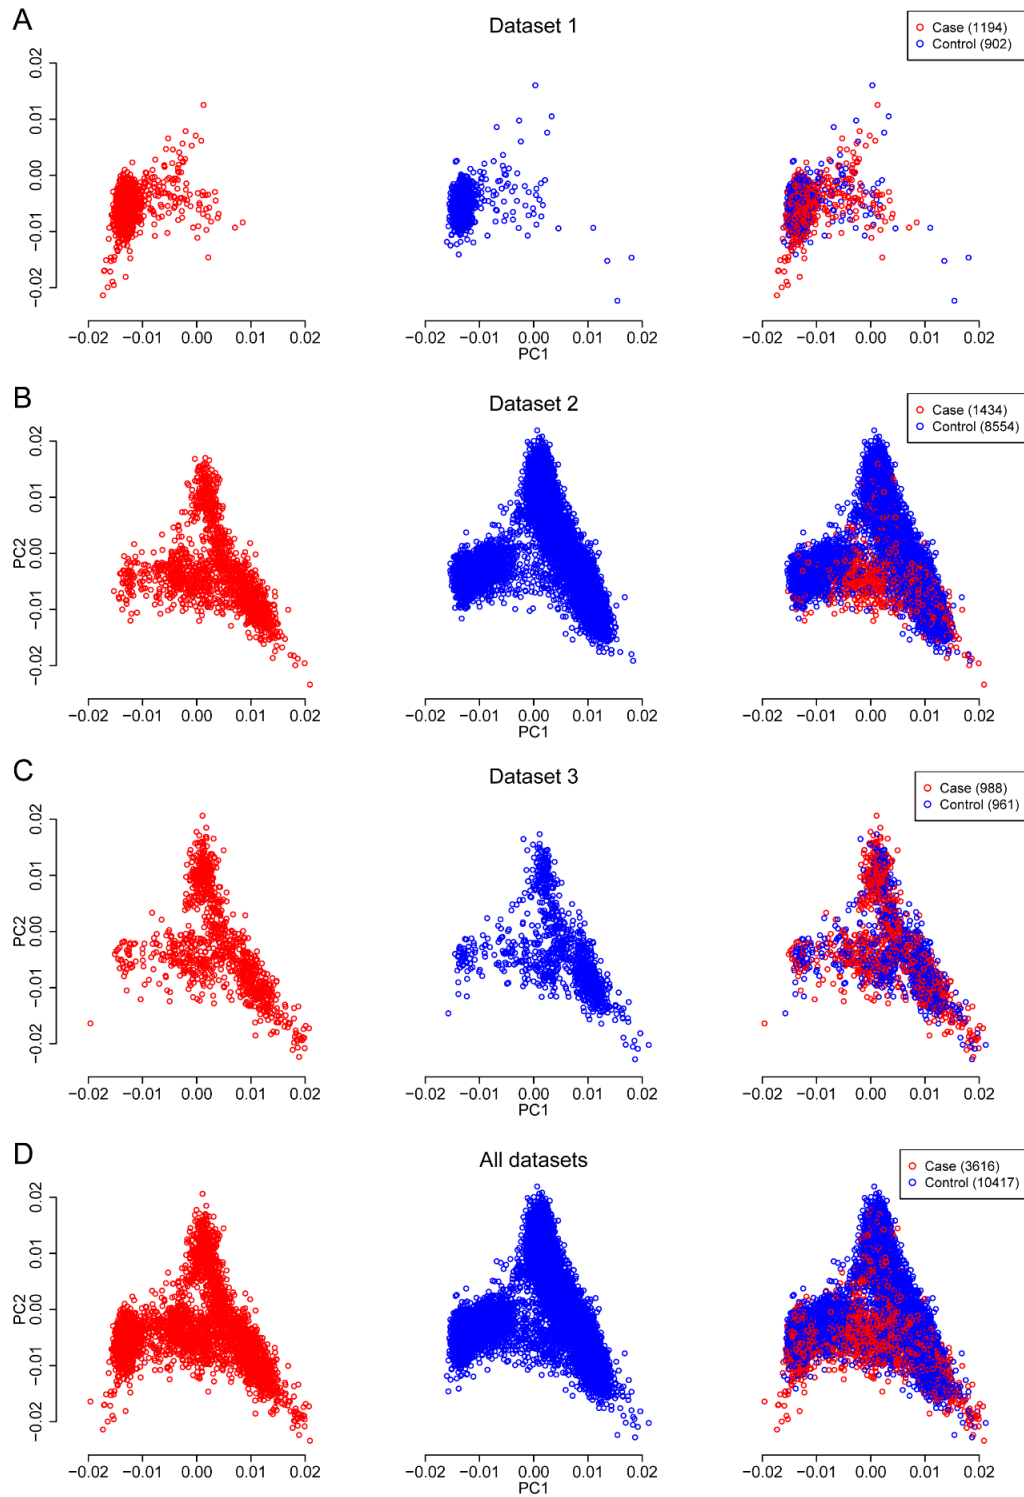 A
Dataset 1
Case (1194)
Control (902)
0.02
0.01
0.00
−0.01
−0.02
−0.02 −0.01 0.00 0.01 0.02
−0.02 −0.01 0.00 0.01 0.02
−0.02 −0.01 0.00 0.01 0.02
PC1
B
Dataset 2
Case (1434)
Control (8554)
PC2
0.02
0.01
0.00
−0.01
−0.02
−0.02 −0.01 0.00 0.01 0.02
−0.02 −0.01 0.00 0.01 0.02
−0.02 −0.01 0.00 0.01 0.02
PC1
C
Dataset 3
Case (988)
Control (961)
PC2
0.02
0.01
0.00
−0.01
−0.02
−0.02 −0.01 0.00 0.01 0.02
−0.02 −0.01 0.00 0.01 0.02
−0.02 −0.01 0.00 0.01 0.02
PC1
D
All datasets
Case (3616)
Control (10417)
PC2
0.02
0.01
0.00
−0.01
−0.02
−0.02 −0.01 0.00 0.01 0.02
−0.02 −0.01 0.00 0.01 0.02
−0.02 −0.01 0.00 0.01 0.02
PC1